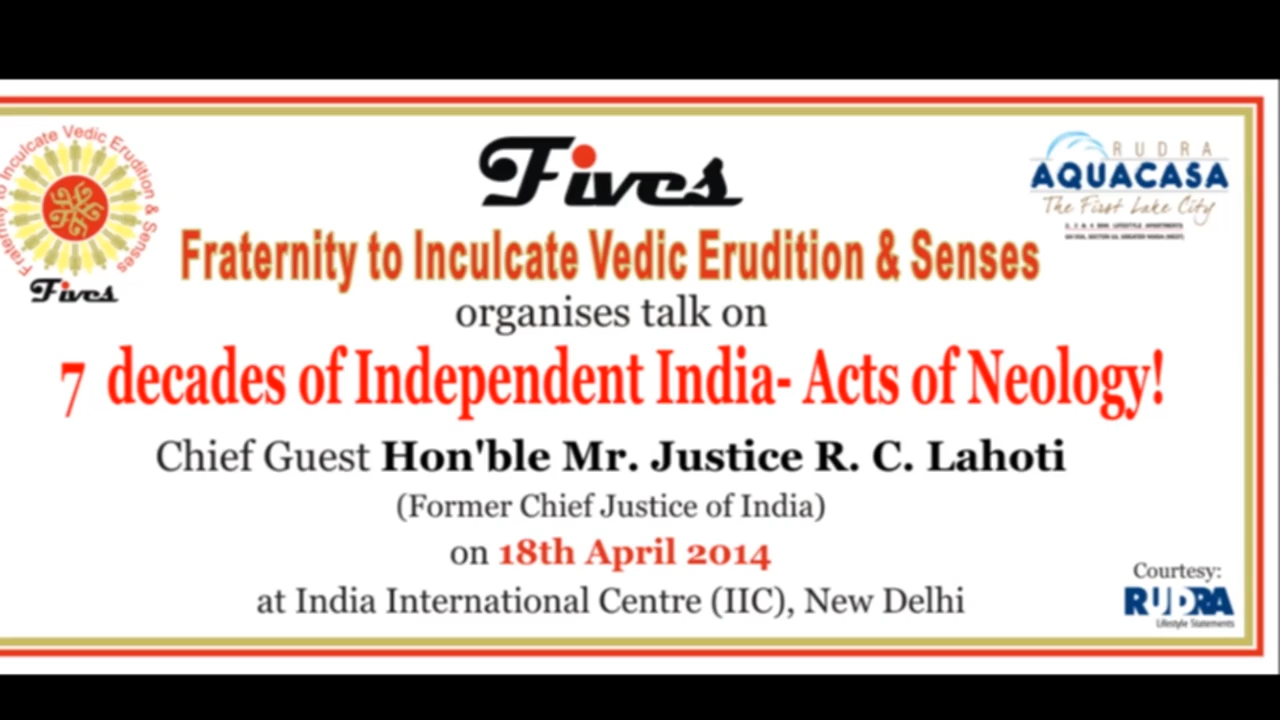 Fraternity to Inculcate Vedic Erudition & Senses
Fives
Fives
RUDRA
AQUACASA
The First Lake City
Fraternity to Inculcate Vedic Erudition & Senses
organises talk on
7 decades of Independent India- Acts of Neology!
Chief Guest Hon'ble Mr. Justice R. C. Lahoti
(Former Chief Justice of India)
on 18th April 2014
at India International Centre (IIC), New Delhi
Courtesy:
RUDRA
Lifestyle Statements